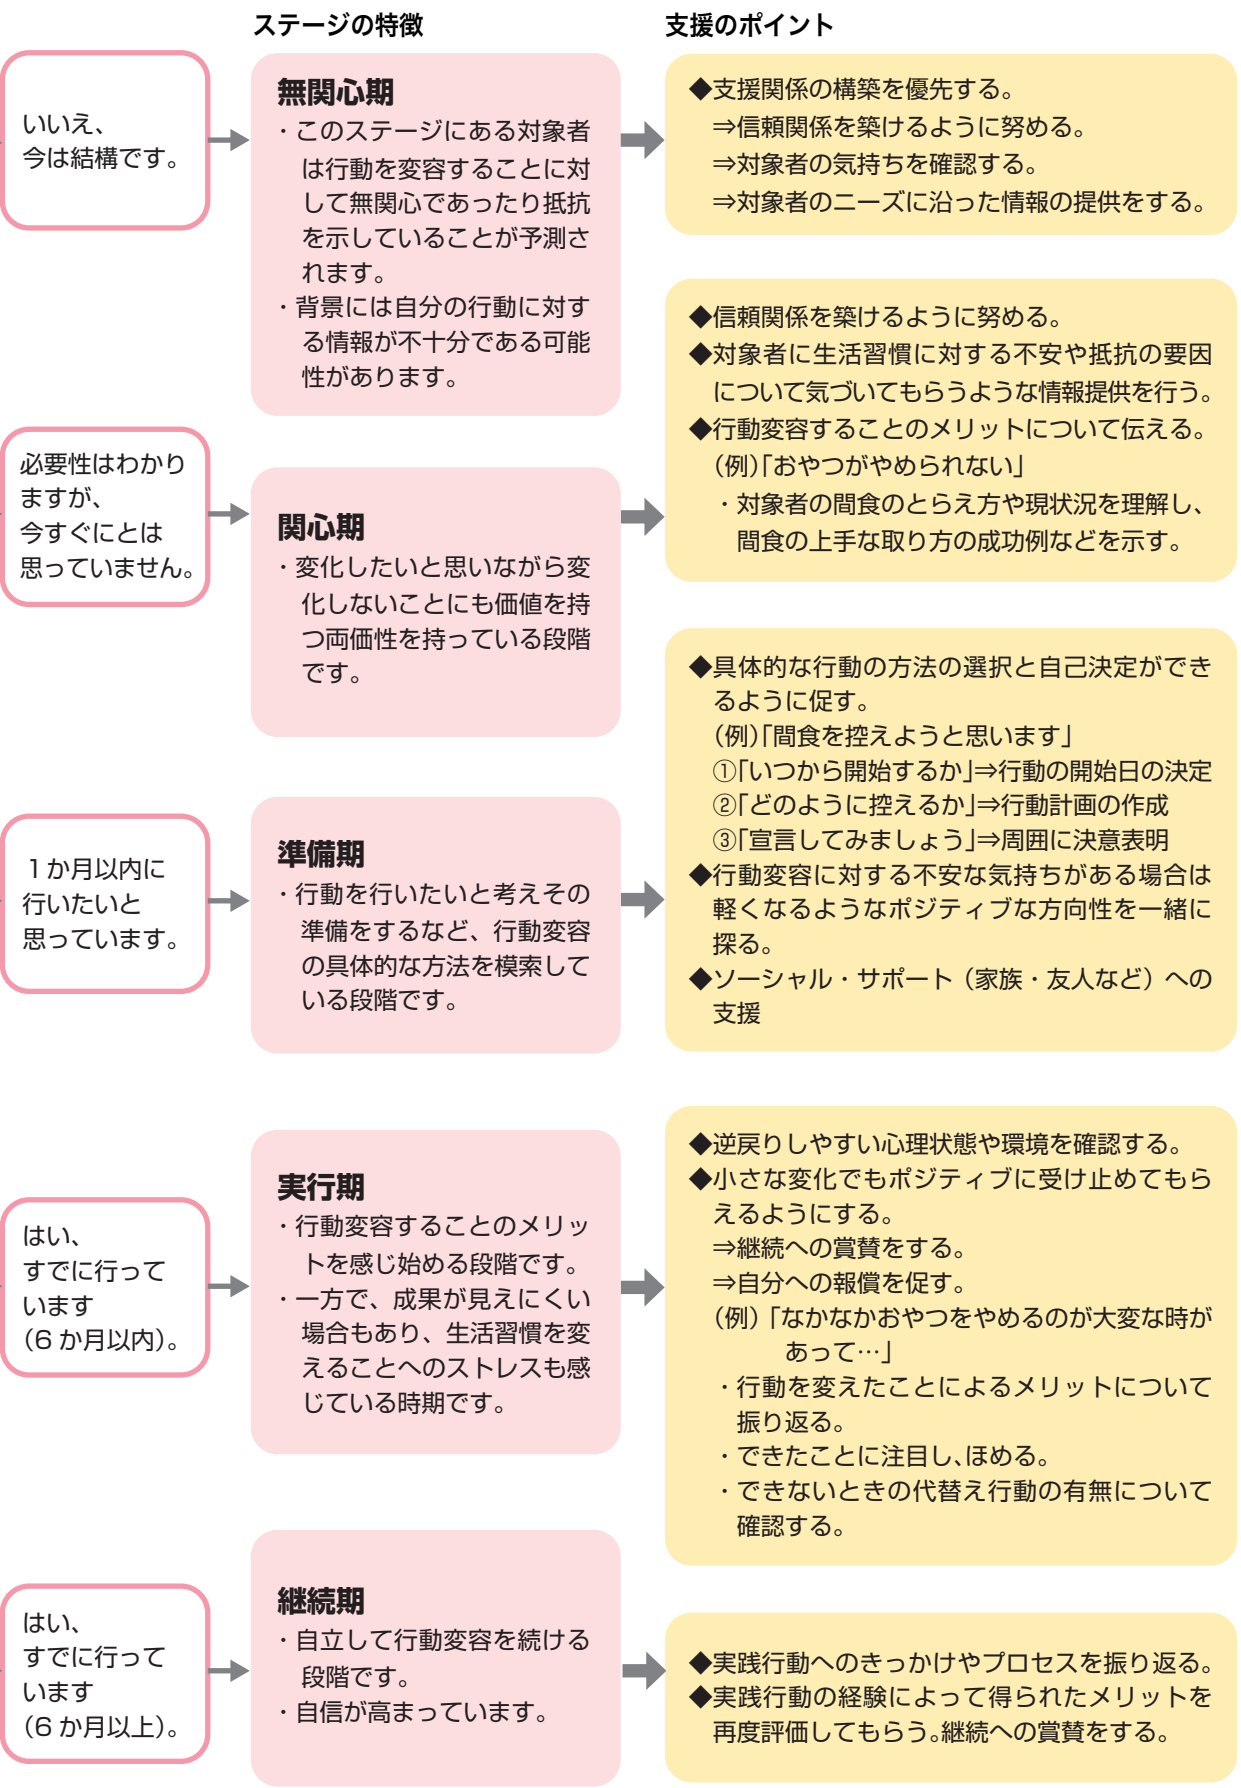 ステージの特徴
支援のポイント
いいえ、
今は結構です。
無関心期
・このステージにある対象者
は行動を変容することに対
して無関心であったり抵抗
を示していることが予測さ
れます。
・背景には自分の行動に対す
る情報が不十分である可能
性があります。
◆支援関係の構築を優先する。
⇒信頼関係を築けるように努める。
⇒対象者の気持ちを確認する。
⇒対象者のニーズに沿った情報の提供をする。
必要性はわかり
ますが、
今すぐにとは
思っていません。
関心期
・変化したいと思いながら変
化しないことにも価値を持
つ両価性を持っている段階
です。
◆信頼関係を築けるように努める。
◆対象者に生活習慣に対する不安や抵抗の要因
について気づいてもらうような情報提供を行う。
◆行動変容することのメリットについて伝える。
（例）「おやつがやめられない」
・対象者の間食のとらえ方や現状況を理解し、
間食の上手な取り方の成功例などを示す。
1か月以内に
行いたいと
思っています。
準備期
・行動を行いたいと考えその
準備をするなど、行動変容
の具体的な方法を模索して
いる段階です。
◆具体的な行動の方法の選択と自己決定ができ
るように促す。
（例）「間食を控えようと思います」
①「いつから開始するか」⇒行動の開始日の決定
②「どのように控えるか」⇒行動計画の作成
③「宣言してみましょう」⇒周囲に決意表明
◆行動変容に対する不安な気持ちがある場合は
軽くなるようなポジティブな方向性を一緒に
探る。
◆ソーシャル・サポート（家族・友人など）への
支援
はい、
すでに行って
います
（6か月以内）。
実行期
・行動変容することのメリッ
トを感じ始める段階です。
・一方で、成果が見えにくい
場合もあり、生活習慣を変
えることへのストレスも感
じている時期です。
◆逆戻りしやすい心理状態や環境を確認する。
◆小さな変化でもポジティブに受け止めてもら
えるようにする。
⇒継続への賞賛をする。
⇒自分への報償を促す。
（例）「なかなかおやつをやめるのが大変な時が
あって…」
・行動を変えたことによるメリットについて
振り返る。
・できたことに注目し、ほめる。
・できないときの代替え行動の有無について
確認する。
はい、
すでに行って
います
（6か月以上）。
継続期
・自立して行動変容を続ける
段階です。
・自信が高まっています。
◆実践行動へのきっかけやプロセスを振り返る。
◆実践行動の経験によって得られたメリットを
再度評価してもらう。継続への賞賛をする。